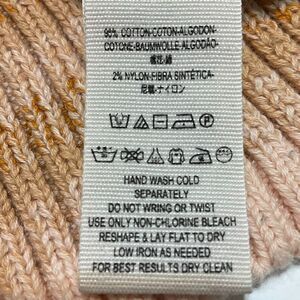 98% COTTON-COTON-ALGODON-
COTONE-BAUMWOLLE-ALGODÃO-
棉花/綿
2% NYLON-FIBRA SINTÉTICA-
尼龍-ナイロン
HAND WASH COLD
SEPARATELY
DO NOT WRING OR TWIST
USE ONLY NON-CHLORINE BLEACH
RESHAPE & LAY FLAT TO DRY
LOW IRON AS NEEDED
FOR BEST RESULTS DRY CLEAN